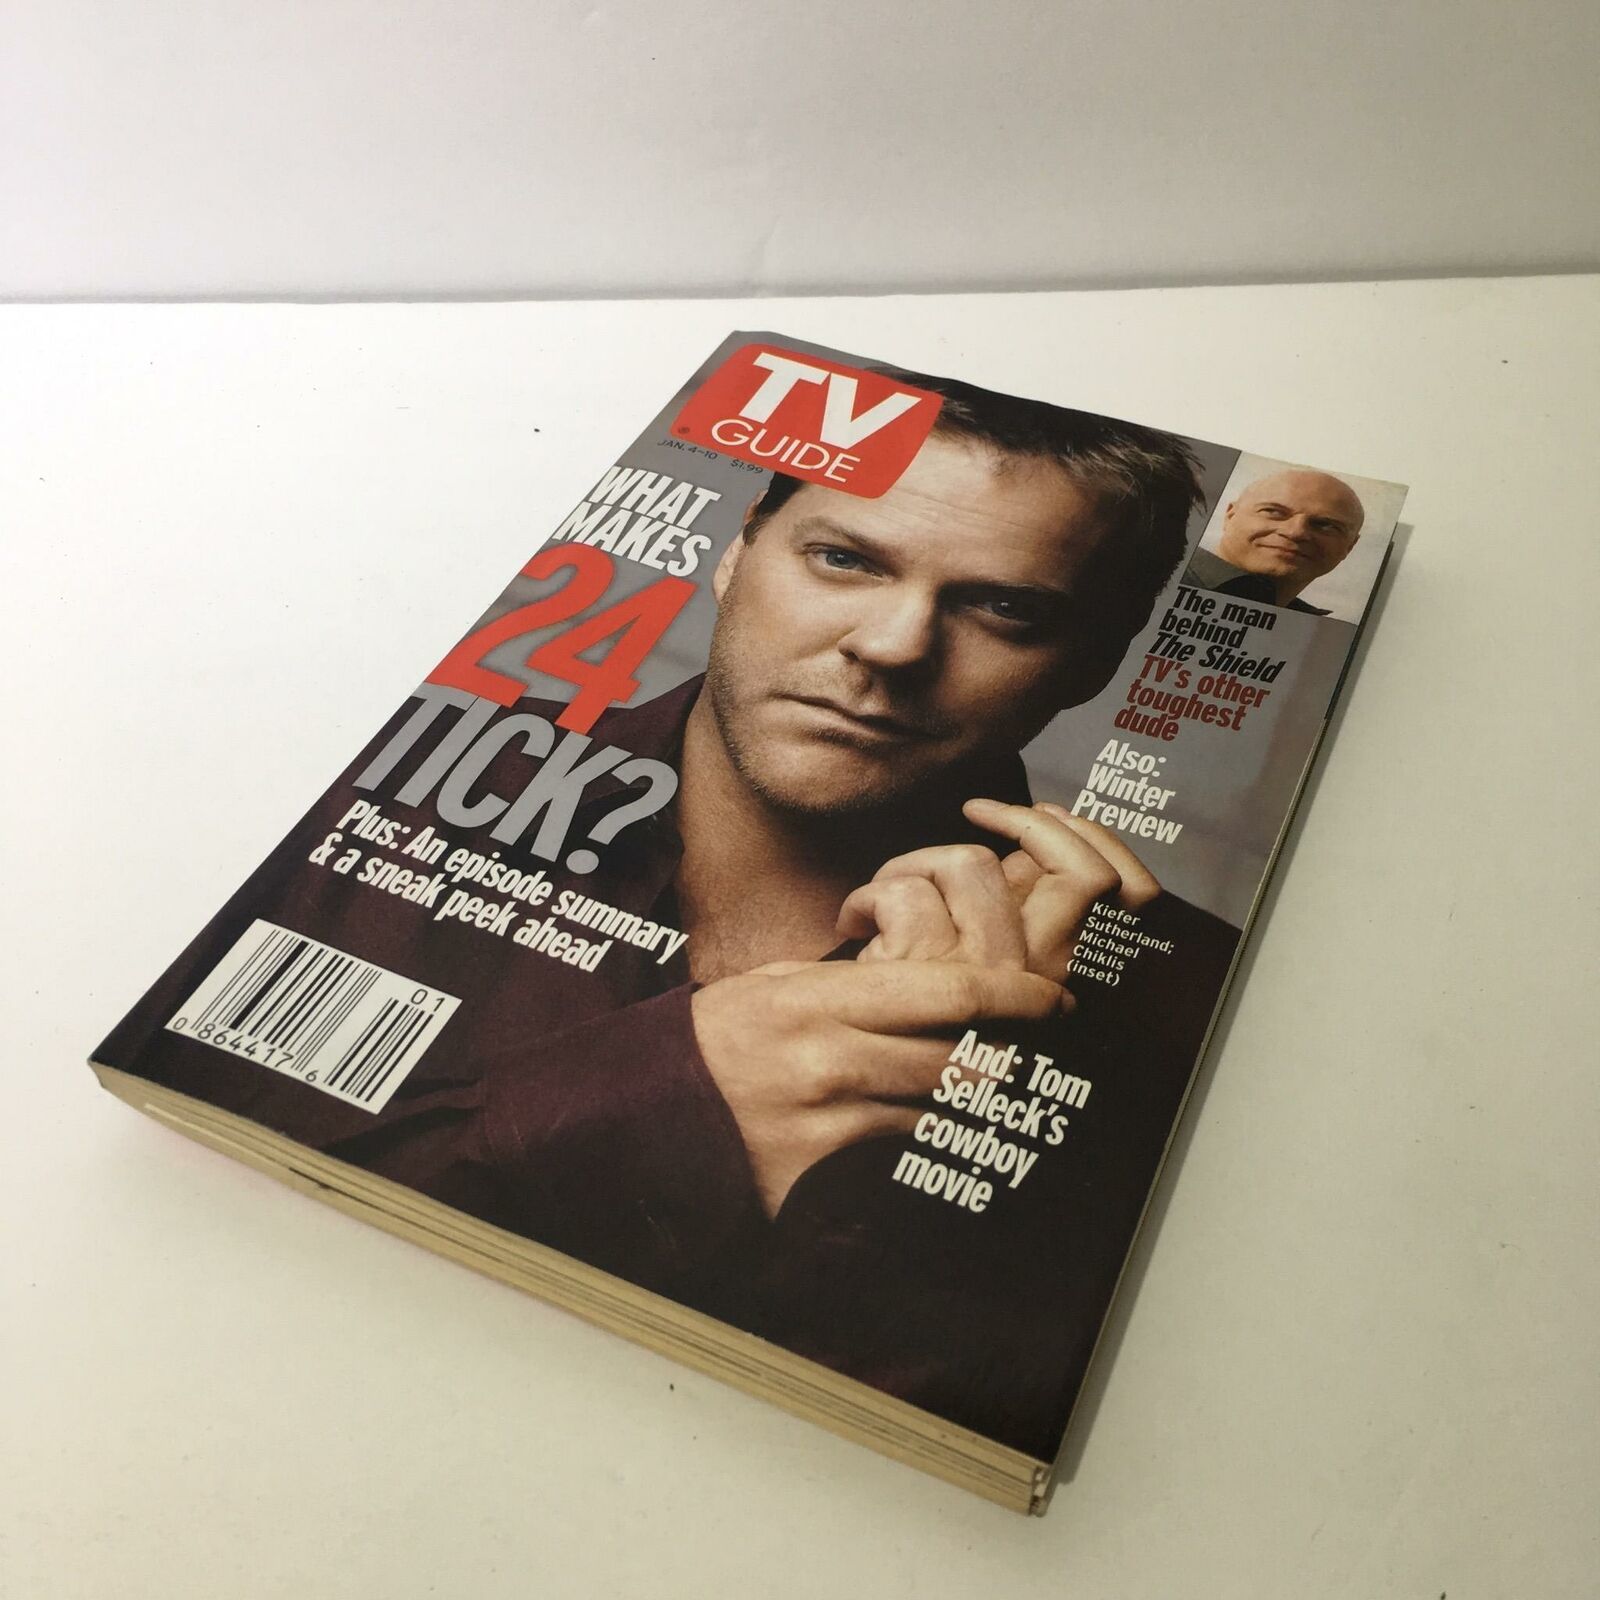 TV
GUIDE
®
JAN. 4–10 $1.99
WHAT
MAKES
24
TICK?
Plus: An episode summary
& a sneak peek ahead
The man
behind
The Shield
TV's other
toughest
dude
Also:
Winter
Preview
Kiefer
Sutherland;
Michael
Chiklis
(inset)
And: Tom
Selleck's
cowboy
movie
01
0 864417 6